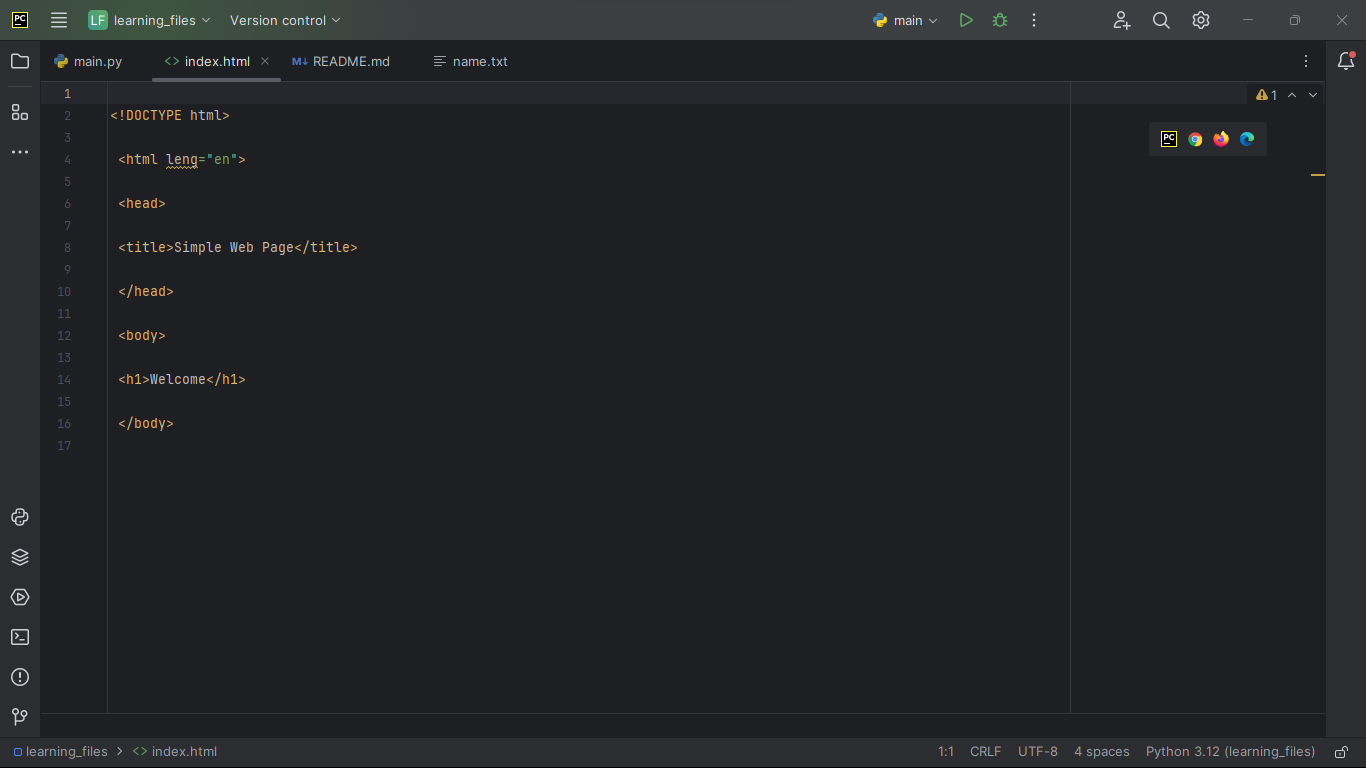 PC LF learning_files Version control main
main.py index.html README.md name.txt
1
2 <!DOCTYPE html>
3
4 <html leng="en">
5
6 <head>
7
8 <title>Simple Web Page</title>
9
10 </head>
11
12 <body>
13
14 <h1>Welcome</h1>
15
16 </body>
17
1
PC
learning_files > index.html 1:1 CRLF UTF-8 4 spaces Python 3.12 (learning_files)